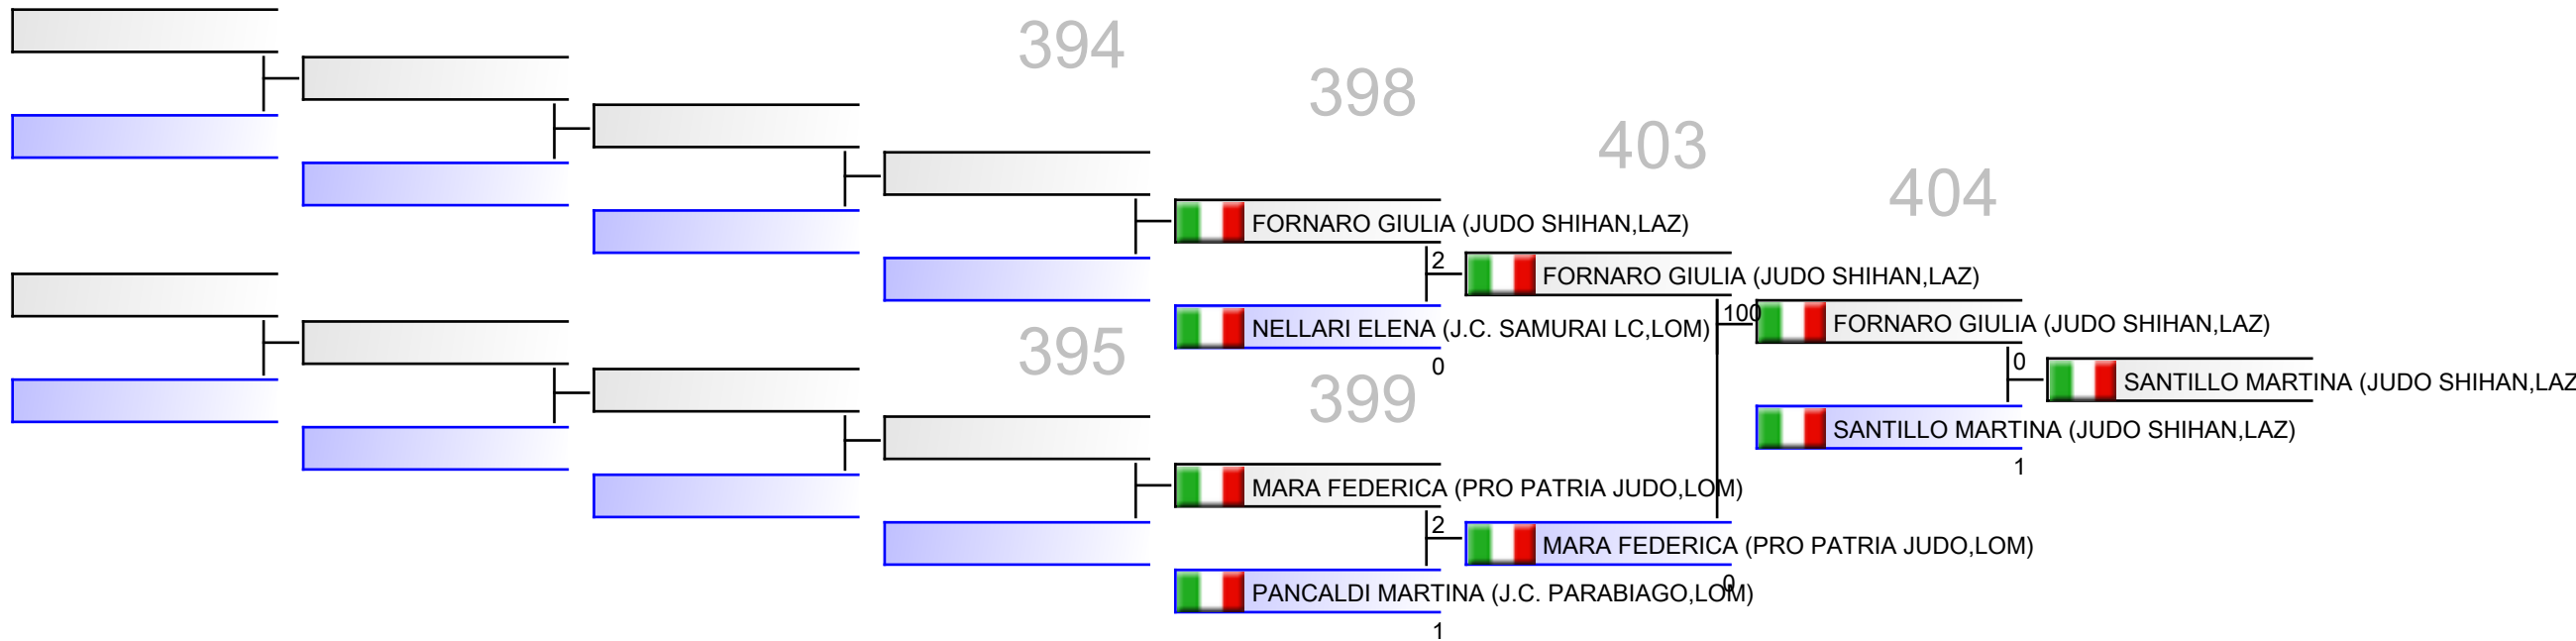 394
398
403
404
FORNARO GIULIA (JUDO SHIHAN,LAZ)
2
FORNARO GIULIA (JUDO SHIHAN,LAZ)
100
FORNARO GIULIA (JUDO SHIHAN,LAZ)
NELLARI ELENA (J.C. SAMURAI LC,LOM)
0
0
SANTILLO MARTINA (JUDO SHIHAN,LAZ
395
399
SANTILLO MARTINA (JUDO SHIHAN,LAZ)
1
MARA FEDERICA (PRO PATRIA JUDO,LOM)
2
MARA FEDERICA (PRO PATRIA JUDO,LOM)
0
PANCALDI MARTINA (J.C. PARABIAGO,LOM)
1